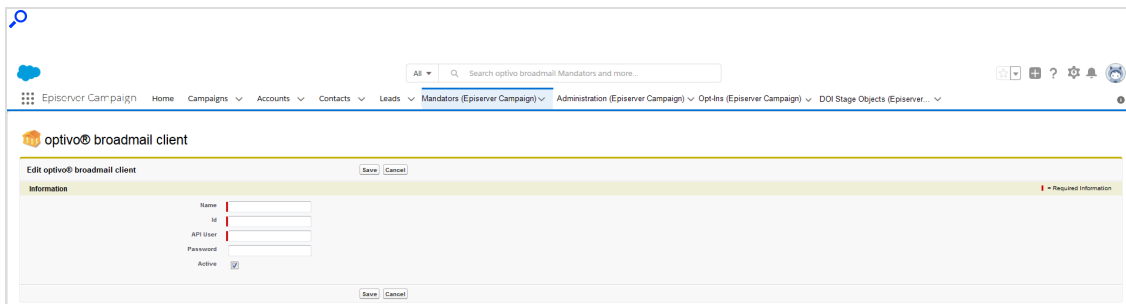 All Search optivo broadmail Mandators and more...
Episerver Campaign Home Campaigns Accounts Contacts Leads Mandators (Episerver Campaign) Administration (Episerver Campaign) Opt-Ins (Episerver Campaign) DOI Stage Objects (Episerver...
optivo® broadmail client
Edit optivo® broadmail client Save Cancel
Information = Required Information
Name
Id
API User
Password
Active
Save Cancel